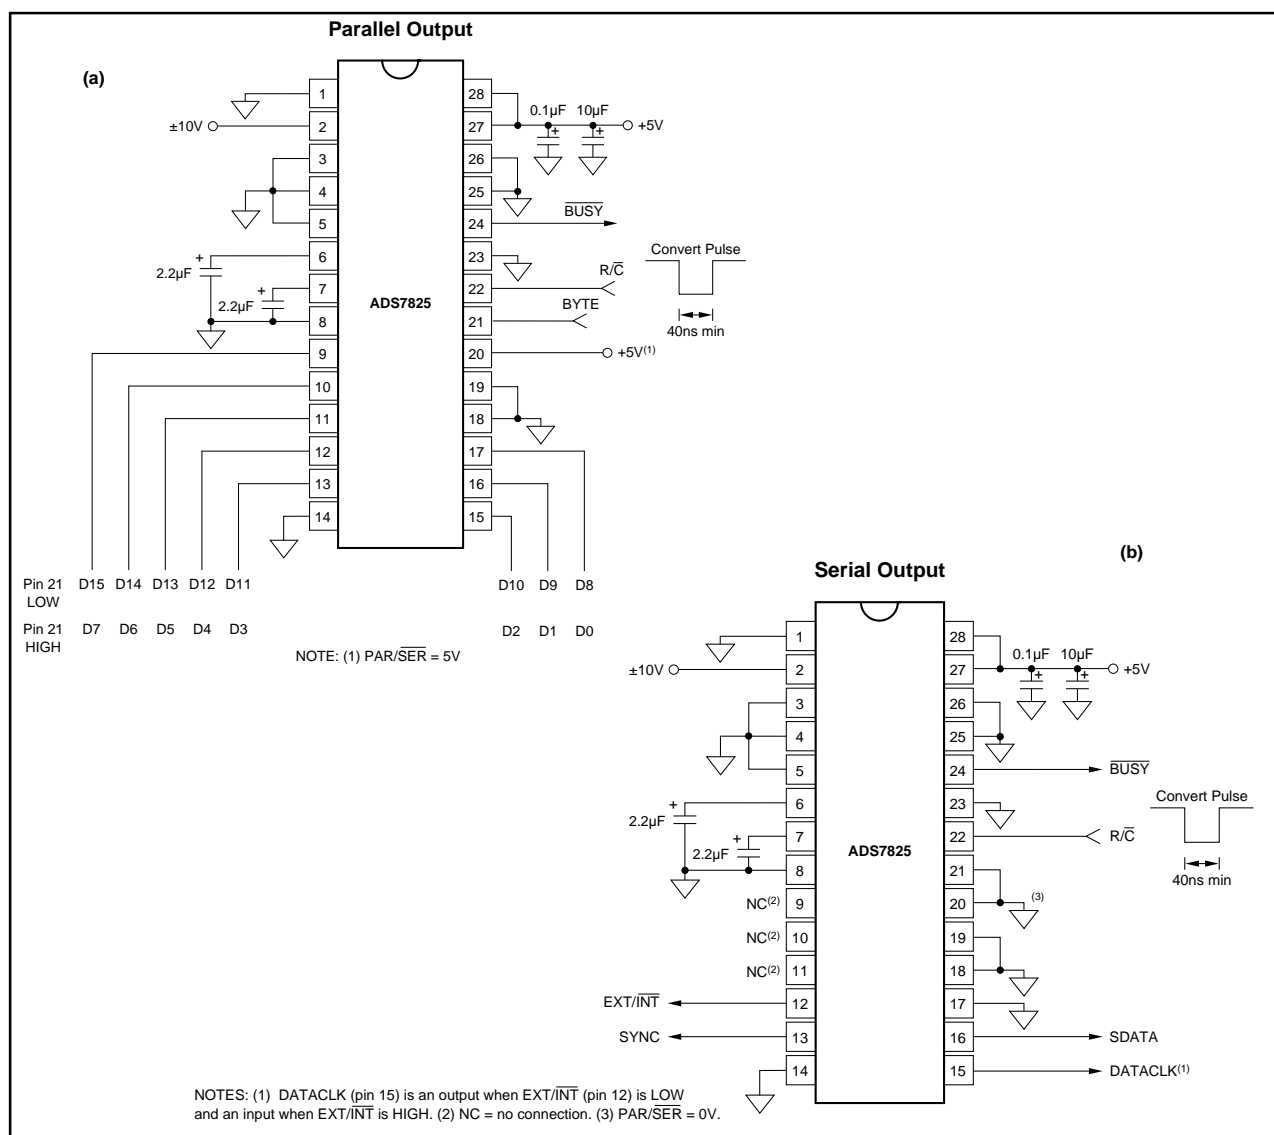 Parallel Output
(a)
1 28
±10V 2 27 0.1µF 10µF +5V
+ +
3 26
4 25
5 24 BUSY
6 23
+ 2.2µF
7 22 R/C
+ 2.2µF
8 21 BYTE
ADS7825
Convert Pulse
40ns min
9 20 +5V(1)
10 19
11 18
12 17
13 16
14 15
Pin 21 LOW D15 D14 D13 D12 D11 D10 D9 D8
Pin 21 HIGH D7 D6 D5 D4 D3 D2 D1 D0
NOTE: (1) PAR/SER = 5V
(b)
Serial Output
1 28
±10V 2 27 0.1µF 10µF +5V
+ +
3 26
4 25
5 24 BUSY
6 23
+ 2.2µF
7 22 R/C
+ 2.2µF
8 21
ADS7825
Convert Pulse
40ns min
NC(2) 9 20 (3)
NC(2) 10 19
NC(2) 11 18
EXT/INT 12 17
SYNC 13 16 SDATA
14 15 DATACLK(1)
NOTES: (1) DATACLK (pin 15) is an output when EXT/INT (pin 12) is LOW
and an input when EXT/INT is HIGH. (2) NC = no connection. (3) PAR/SER = 0V.